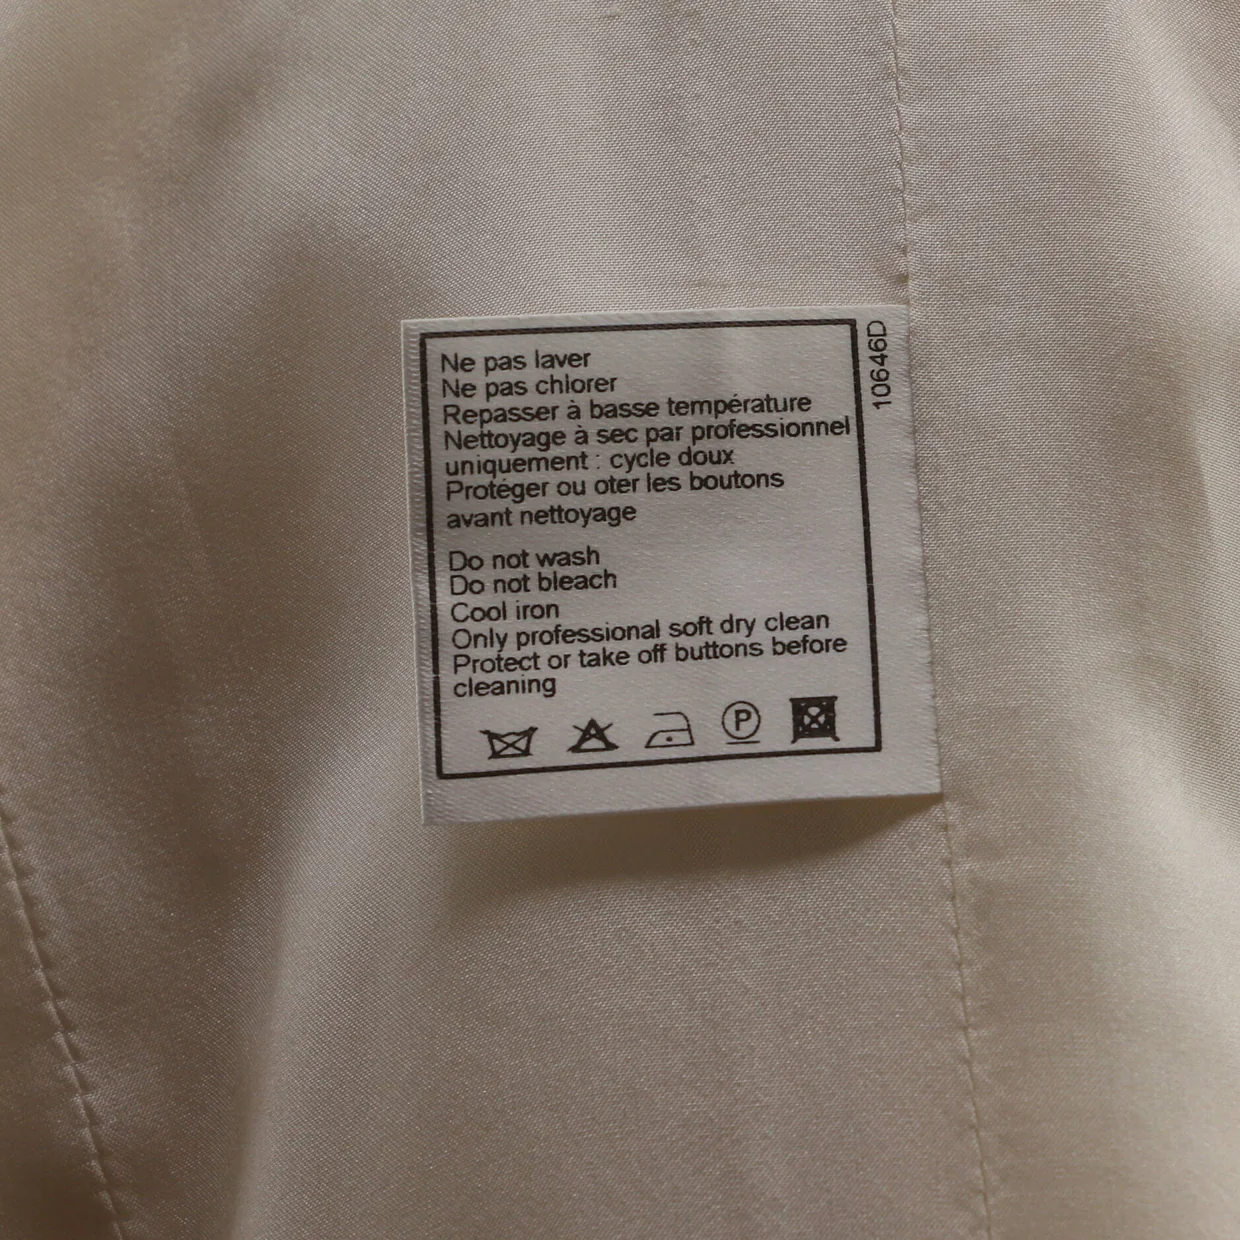 Ne pas laver
Ne pas chlorer
Repasser à basse température
Nettoyage à sec par professionnel
uniquement : cycle doux
Protéger ou oter les boutons
avant nettoyage
Do not wash
Do not bleach
Cool iron
Only professional soft dry clean
Protect or take off buttons before
cleaning
P
10646D